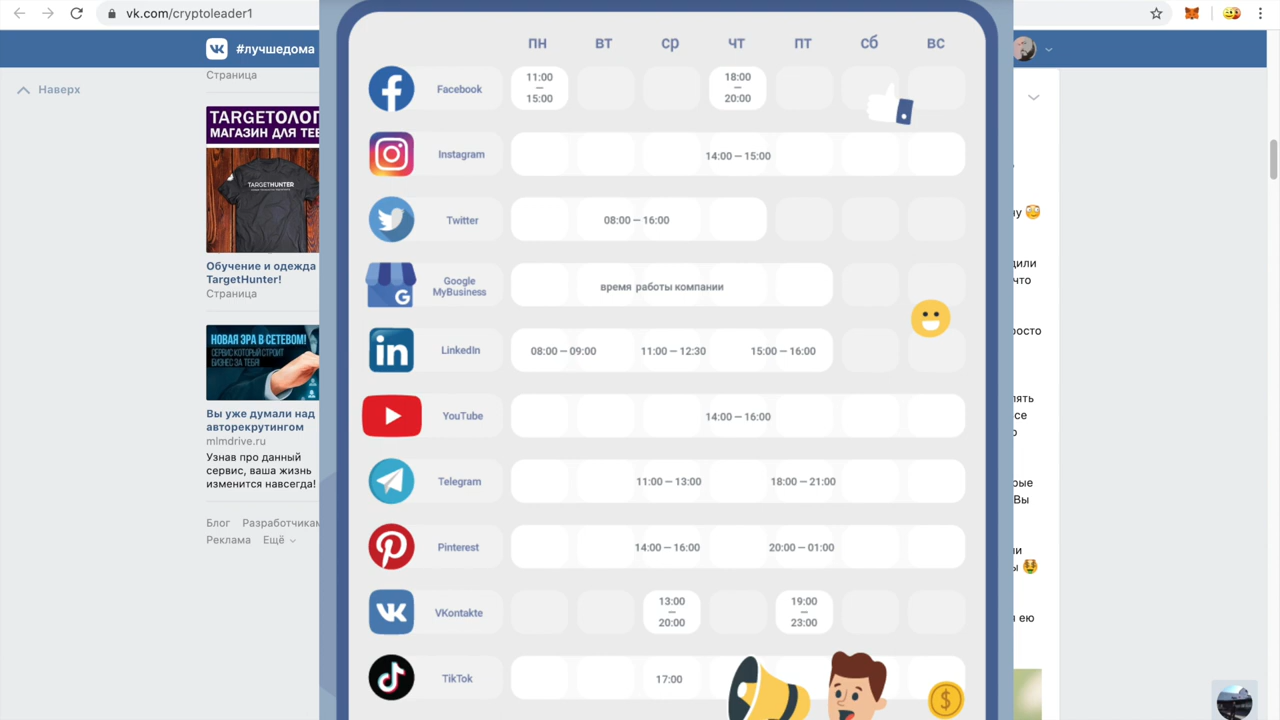 vk.com/cryptoleader1
#лучшедома
Страница
Наверх
TARGETОЛОГ
МАГАЗИН ДЛЯ ТЕБ
TARGETHUNTER
Обучение и одежда
TargetHunter!
Страница
НОВАЯ ЭРА В СЕТЕВОМ!
СЕРВИС КОТОРЫЙ СТРОИТ
БИЗНЕС ЗА ТЕБЯ!
Вы уже думали над
авторекрутингом
mlmdrive.ru
Узнав про данный
сервис, ваша жизнь
изменится навсегда!
Блог Разработчикам
Реклама Ещё
ПН ВТ СР ЧТ ПТ СБ ВС
Facebook 11:00 — 15:00 18:00 — 20:00
Instagram 14:00 — 15:00
Twitter 08:00 — 16:00
Google
MyBusiness
время работы компании
LinkedIn 08:00 — 09:00 11:00 — 12:30 15:00 — 16:00
YouTube 14:00 — 16:00
Telegram 11:00 — 13:00 18:00 — 21:00
Pinterest 14:00 — 16:00 20:00 — 01:00
VKontakte 13:00 — 20:00 19:00 — 23:00
TikTok 17:00